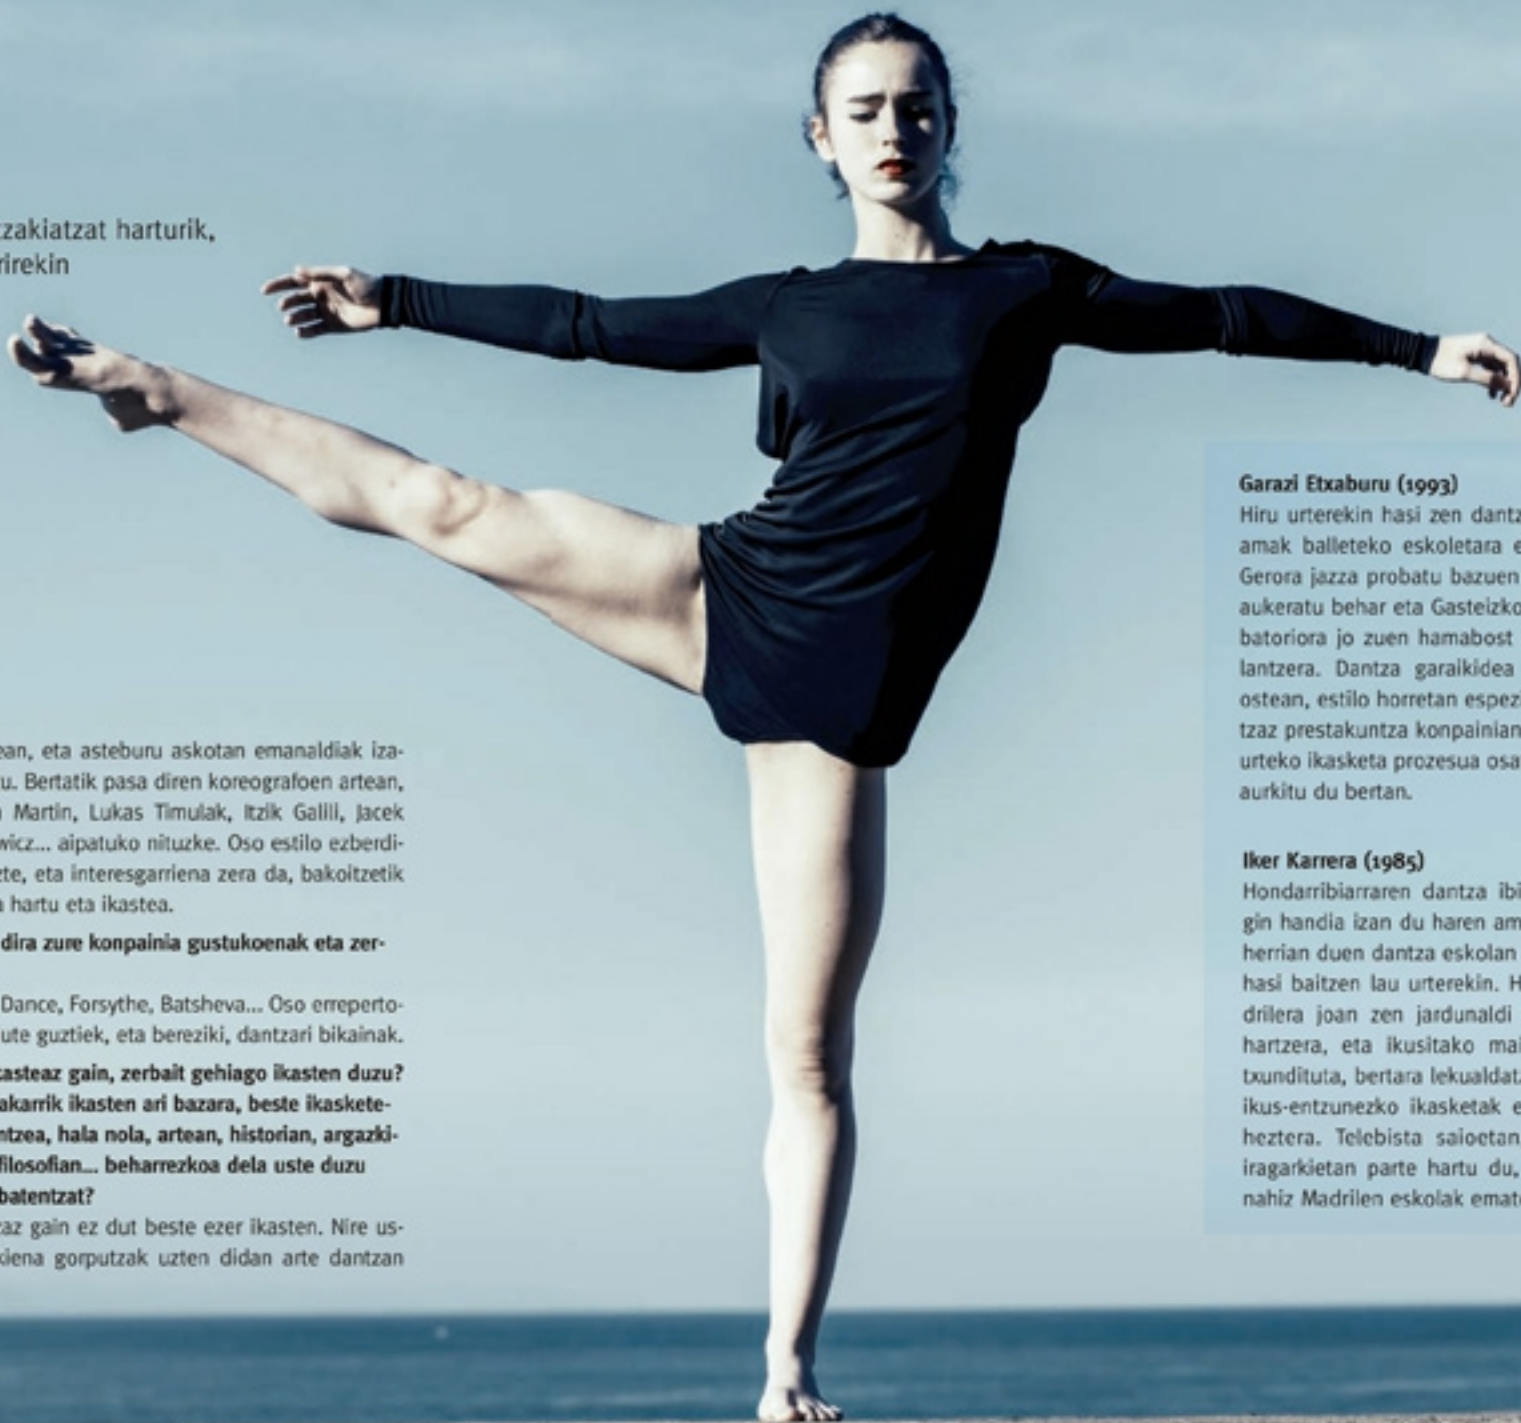 tzakiatzat harturik,
rirekin
ean, eta asteburu askotan emanaldiak iza-
u. Bertatik pasa diren koreografoen artean,
n Martin, Lukas Timulak, Itzik Galili, Jacek
wicz... aipatuko nituzke. Oso estilo ezberdi-
zte, eta interesgarriena zera da, bakoitzetik
a hartu eta ikastea.
dira zure konpainia gustukoenak eta zer-
Dance, Forsythe, Batsheva... Oso errepertо-
ute guztiek, eta bereziki, dantzari bikainak.
kasteaz gain, zerbait gehiago ikasten duzu?
akarrik ikasten ari bazara, beste ikaskete-
ntzea, hala nola, artean, historian, argazki-
filosofian... beharrezkoa dela uste duzu
batentzat?
zaz gain ez dut beste ezer ikasten. Nire us-
kiena gorputzak uzten didan arte dantzan
Garazi Etxaburu (1993)
Hiru urterekin hasi zen dantz
amak balleteko eskoletara e
Gerora jazza probatu bazuen
aukeratu behar eta Gasteizko
batoriora jo zuen hamabost
lantzera. Dantza garaikidea
ostean, estilo horretan espezi
tzaz prestakuntza konpainian
urteko ikasketa prozesua osa
aurkitu du bertan.
Iker Karrera (1985)
Hondarribiarraren dantza ibi
gin handia izan du haren am
herrian duen dantza eskolan
hasi baitzen lau urterekin. H
drilera joan zen jardunaldi
hartzera, eta ikusitako mai
txundituta, bertara lekualdat
ikus-entzunezko ikasketak e
heztera. Telebista saioetan,
iragarkietan parte hartu du,
nahiz Madrilen eskolak emat